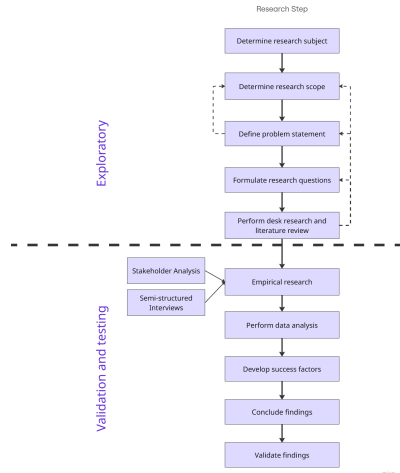 Research Step
Determine research subject
Determine research scope
Define problem statement
Formulate research questions
Perform desk research and
literature review
Exploratory
Stakeholder Analysis
Semi-structured
Interviews
Empirical research
Perform data analysis
Develop success factors
Conclude findings
Validate findings
Validation and testing